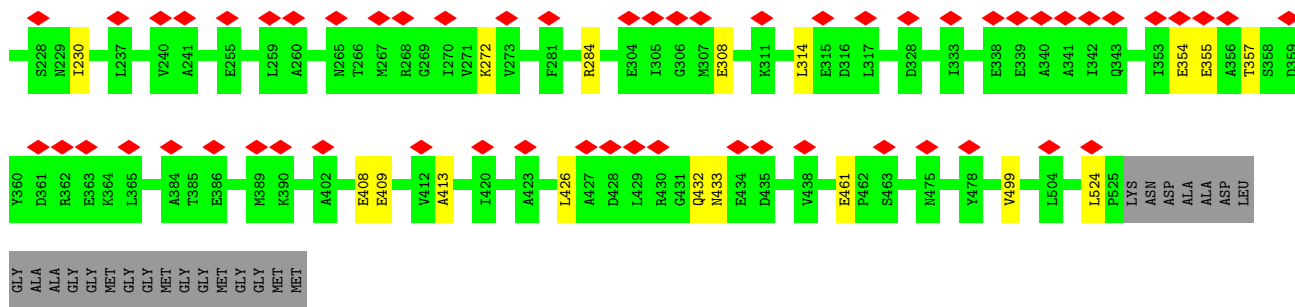 S228 N229 I230 L237 V240 A241 E255 L259 A260 N265 T266 M267 R268 G269 I270 V271 K272 V273 F281 R284 E304 I305 G306 M307 E308 K311 L314 E315 D316 L317 D328 I333 E338 E339 A340 A341 I342 Q343 I353 E354 E355 A356 T357 S358 D359
Y360 D361 R362 E363 K364 L365 A384 T385 E386 M389 K390 A402 E408 E409 V412 A413 I420 A423 L426 A427 D428 L429 R430 G431 Q432 N433 E434 D435 V438 E461 P462 S463 N475 Y478 V499 L504 L524 P525 LYS ASN ASP ALA ALA ASP LEU
GLY ALA ALA GLY GLY MET GLY GLY MET GLY GLY MET GLY GLY MET MET